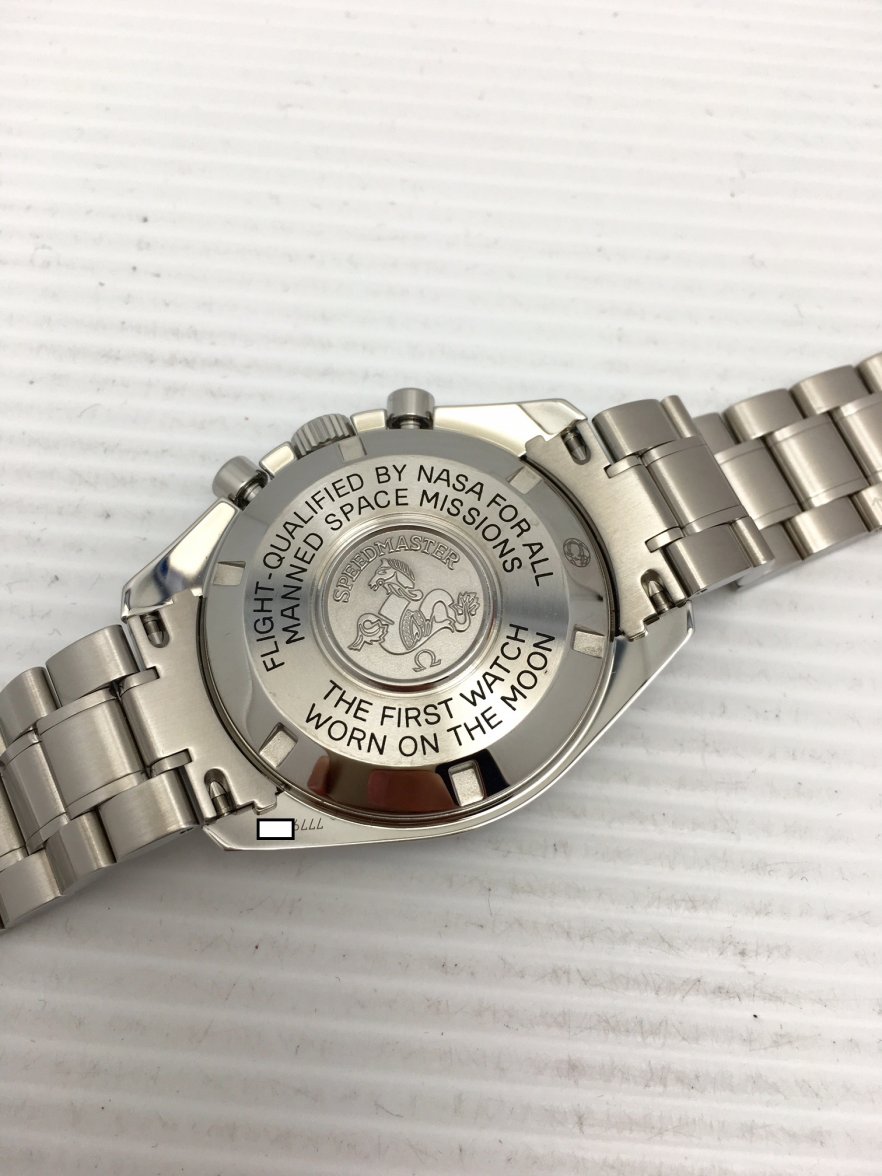 FLIGHT-QUALIFIED BY NASA FOR ALL
MANNED SPACE MISSIONS
SPEEDMASTER
THE FIRST WATCH
WORN ON THE MOON